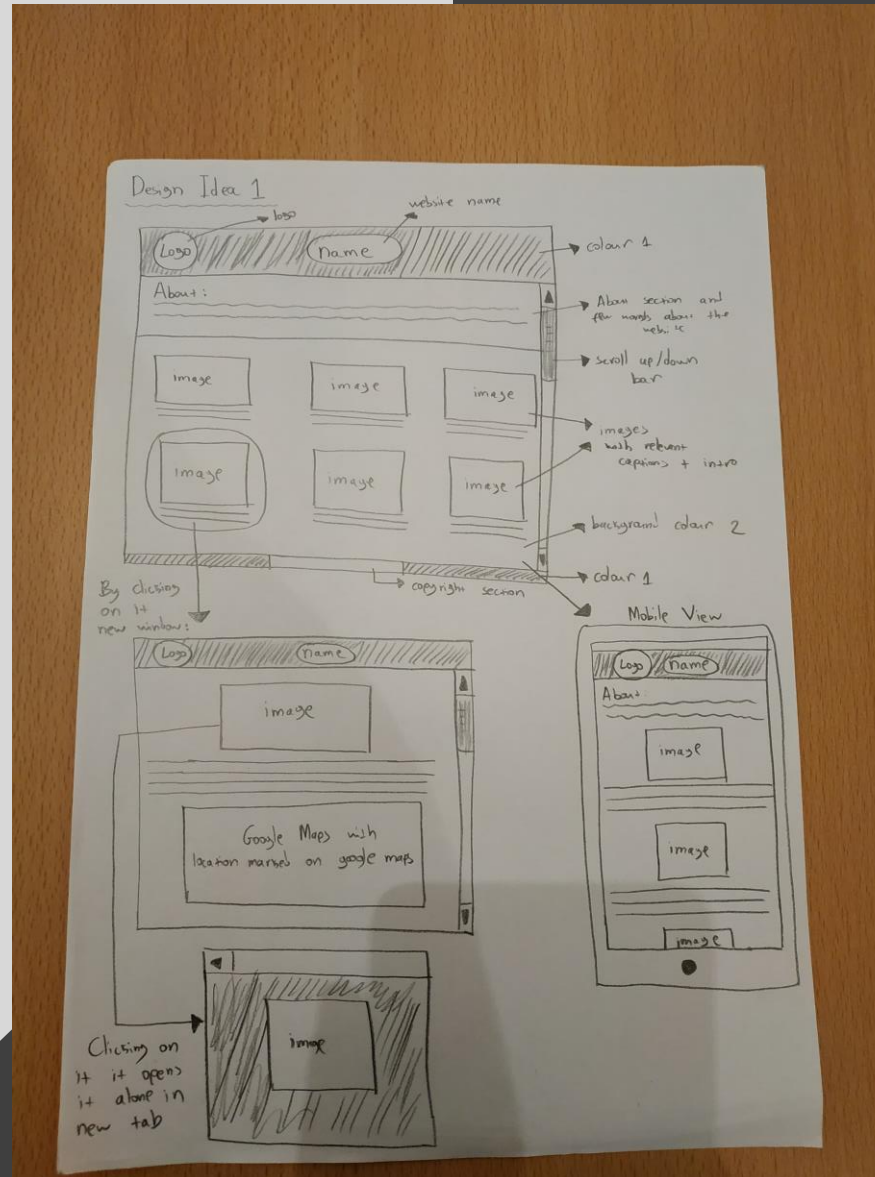 Design Idea 1
logo
website name
Logo
name
colour 1
About:
About section and
few words about the
website
scroll up/down
bar
image
image
image
images
with relevent
captions + intro
image
image
image
background colour 2
colour 1
copyright section
By clicking
on it
new window:
Logo
name
image
Google Maps with
location marked on google maps
Clicking on
it it opens
it alone in
new tab
image
Mobile View
Logo
name
About
image
image
image